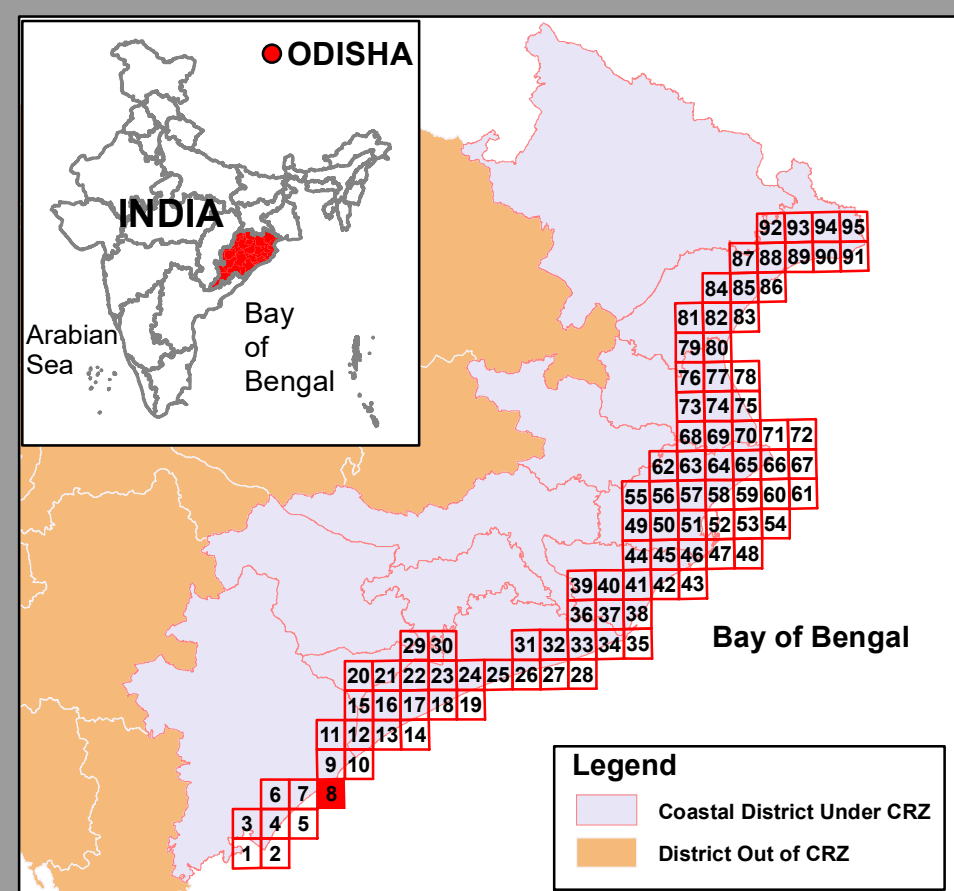 ODISHA
INDIA
Arabian
Sea
Bay
of
Bengal
92 93 94 95
87 88 89 90 91
84 85 86
81 82 83
79 80
76 77 78
73 74 75
68 69 70 71 72
62 63 64 65 66 67
55 56 57 58 59 60 61
49 50 51 52 53 54
44 45 46 47 48
39 40 41 42 43
36 37 38
Bay of Bengal
29 30 31 32 33 34 35
20 21 22 23 24 25 26 27 28
15 16 17 18 19
11 12 13 14
9 10
6 7 8
3 4 5
1 2
Legend
Coastal District Under CRZ
District Out of CRZ